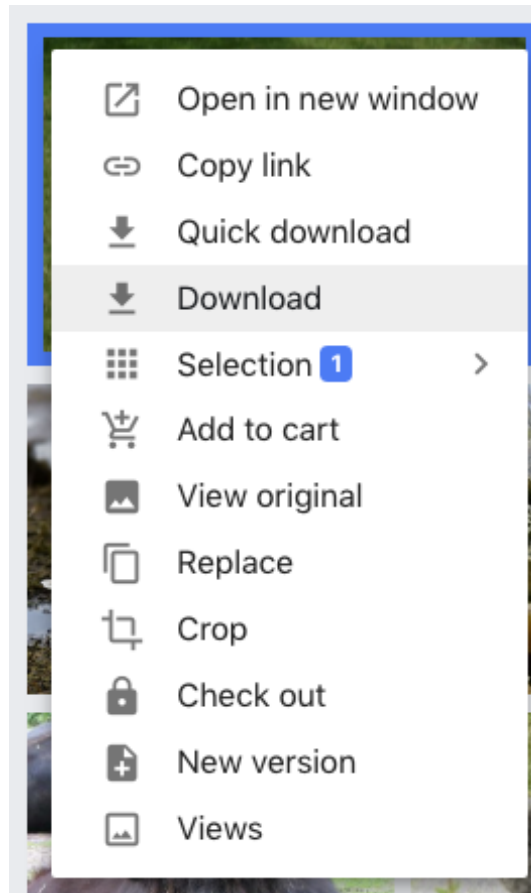 Open in new window
Copy link
Quick download
Download
Selection 1
Add to cart
View original
Replace
Crop
Check out
New version
Views